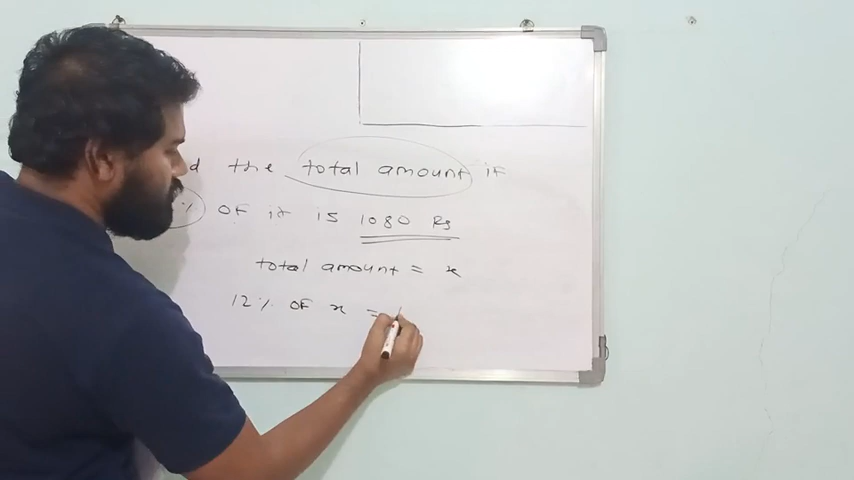 the total amount if
% of it is 1080 Rs
total amount = x
12% of x =